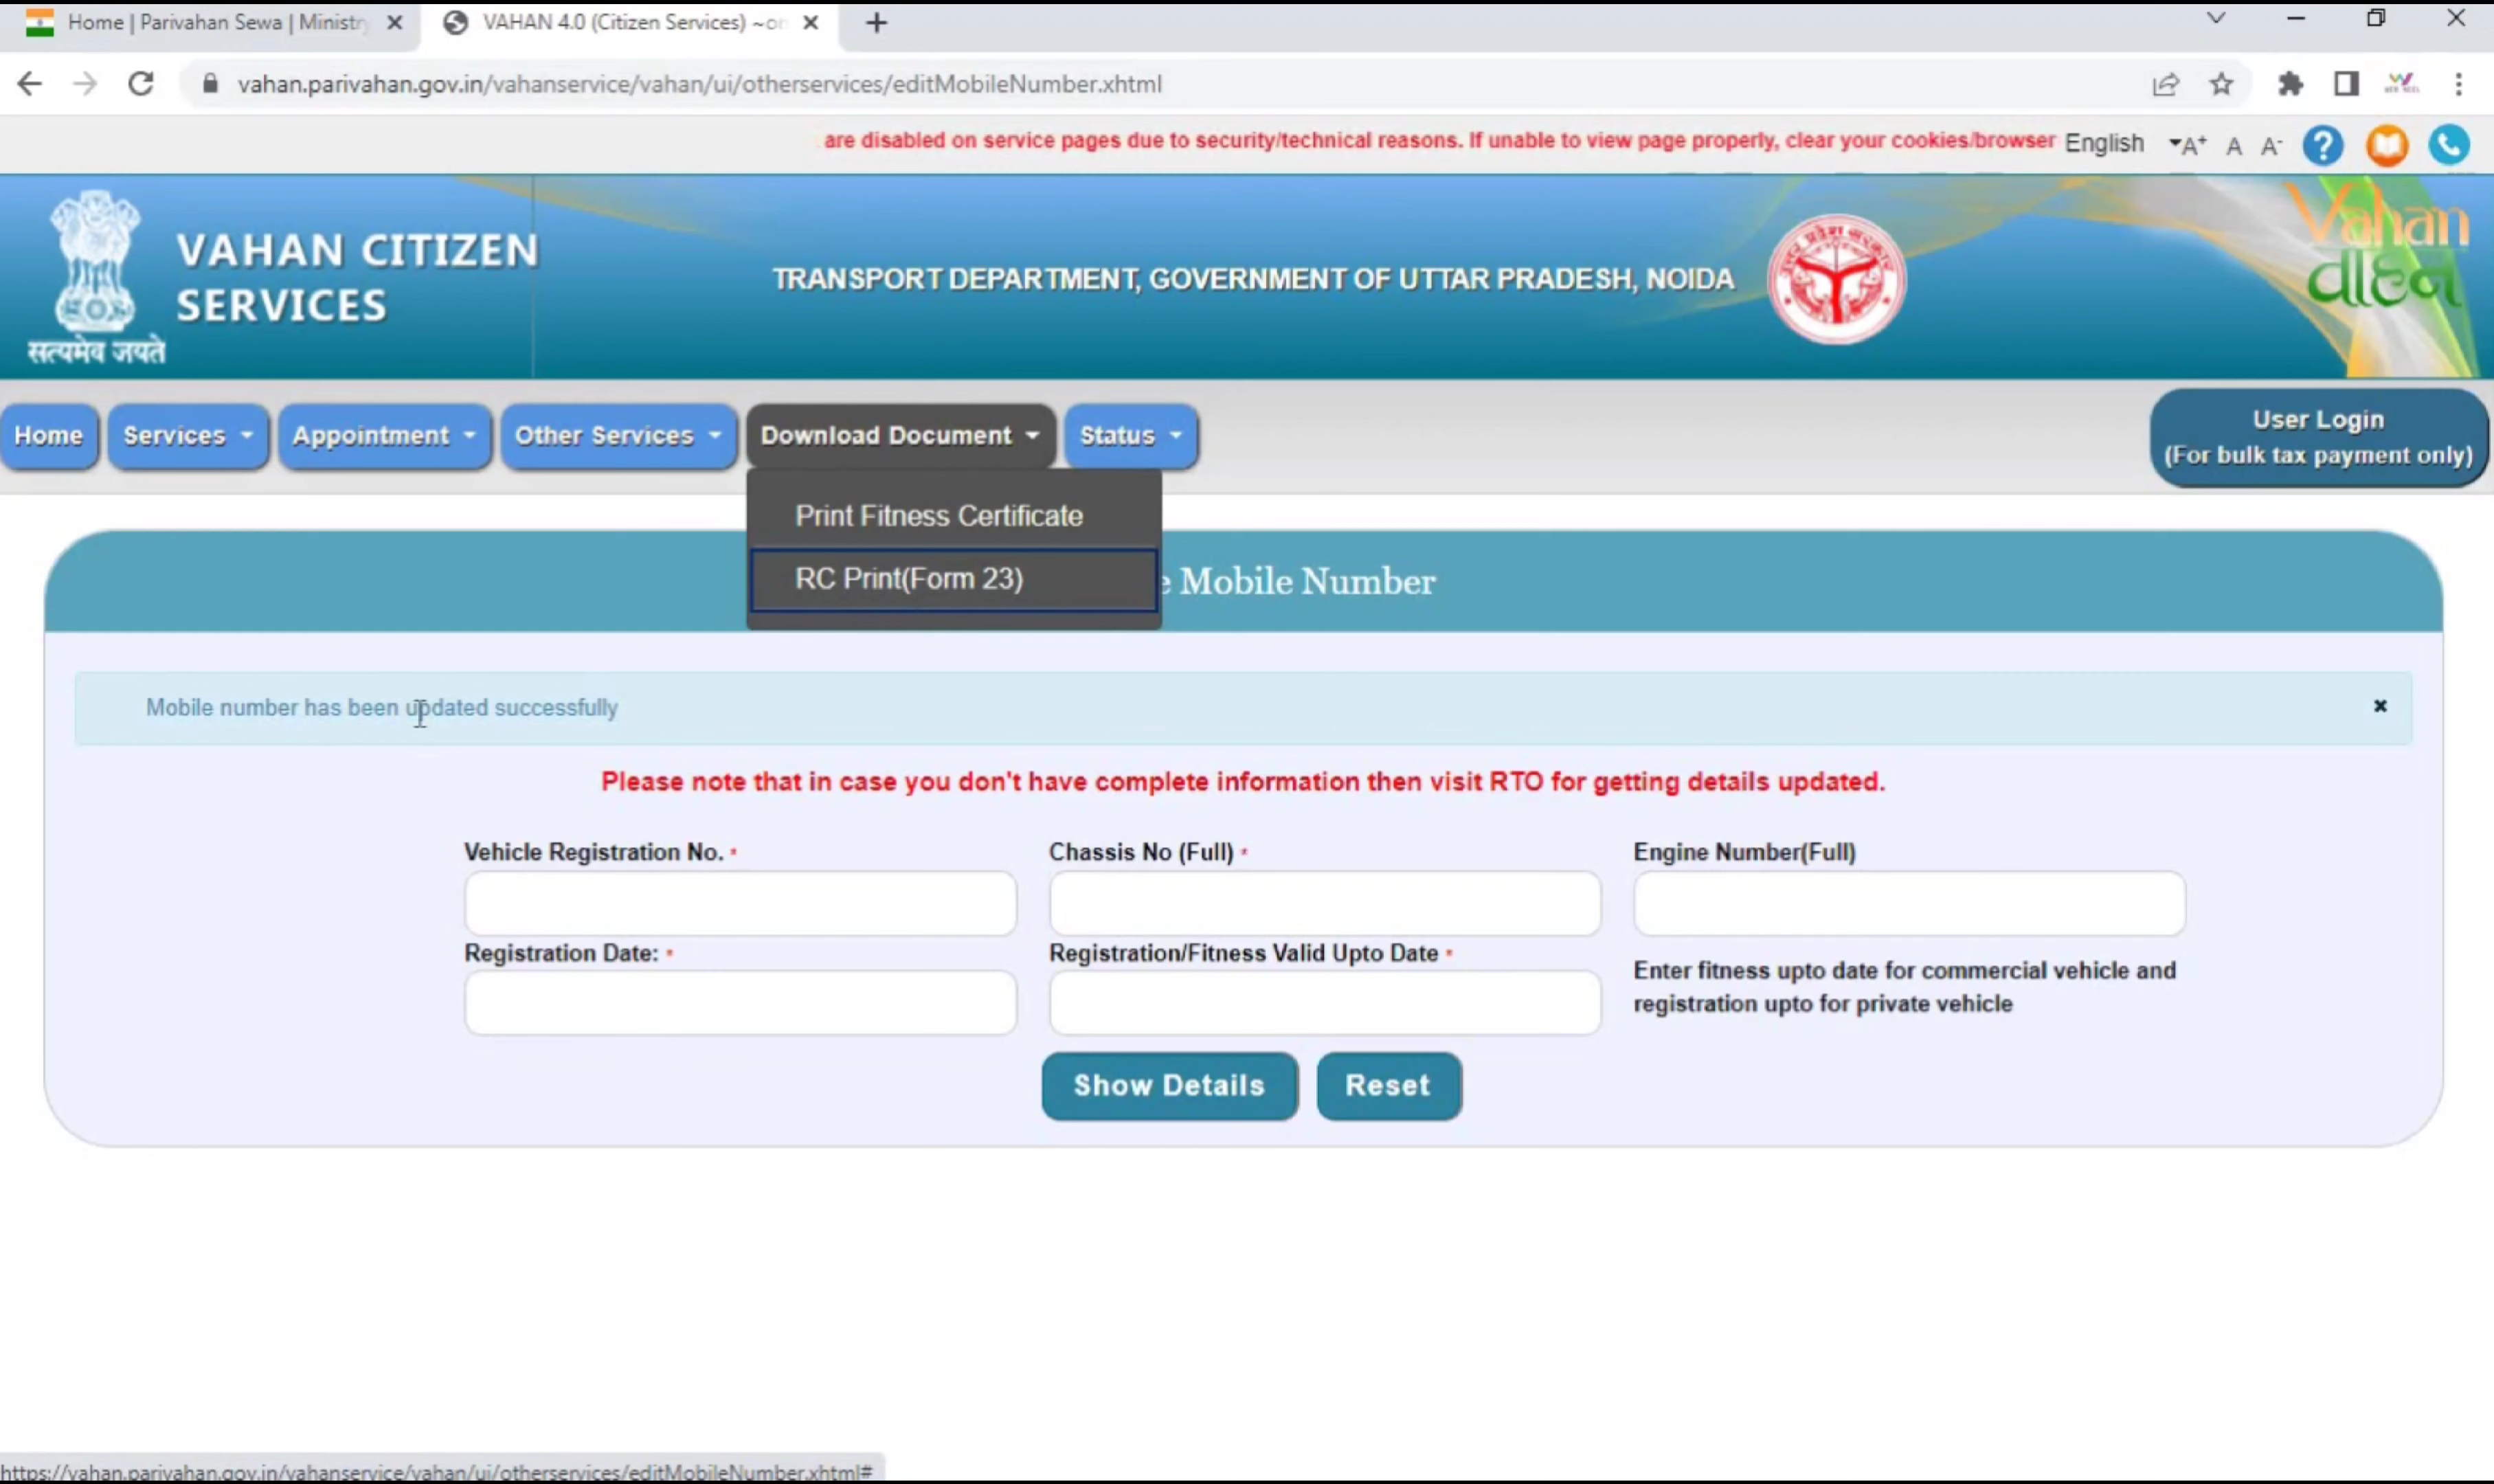 Home | Parivahan Sewa | Ministry
VAHAN 4.0 (Citizen Services) ~on
vahan.parivahan.gov.in/vahanservice/vahan/ui/otherservices/editMobileNumber.xhtml
are disabled on service pages due to security/technical reasons. If unable to view page properly, clear your cookies/browser English A+ A A-
VAHAN CITIZEN
SERVICES
सत्यमेव जयते
TRANSPORT DEPARTMENT, GOVERNMENT OF UTTAR PRADESH, NOIDA
Vahan
वाहन
Home Services Appointment Other Services Download Document Status
User Login
(For bulk tax payment only)
Print Fitness Certificate
RC Print(Form 23)
e Mobile Number
Mobile number has been updated successfully
Please note that in case you don't have complete information then visit RTO for getting details updated.
Vehicle Registration No. * Chassis No (Full) * Engine Number(Full)
Registration Date: * Registration/Fitness Valid Upto Date *
Enter fitness upto date for commercial vehicle and
registration upto for private vehicle
Show Details Reset
https://vahan.parivahan.gov.in/vahanservice/vahan/ui/otherservices/editMobileNumber.xhtml#